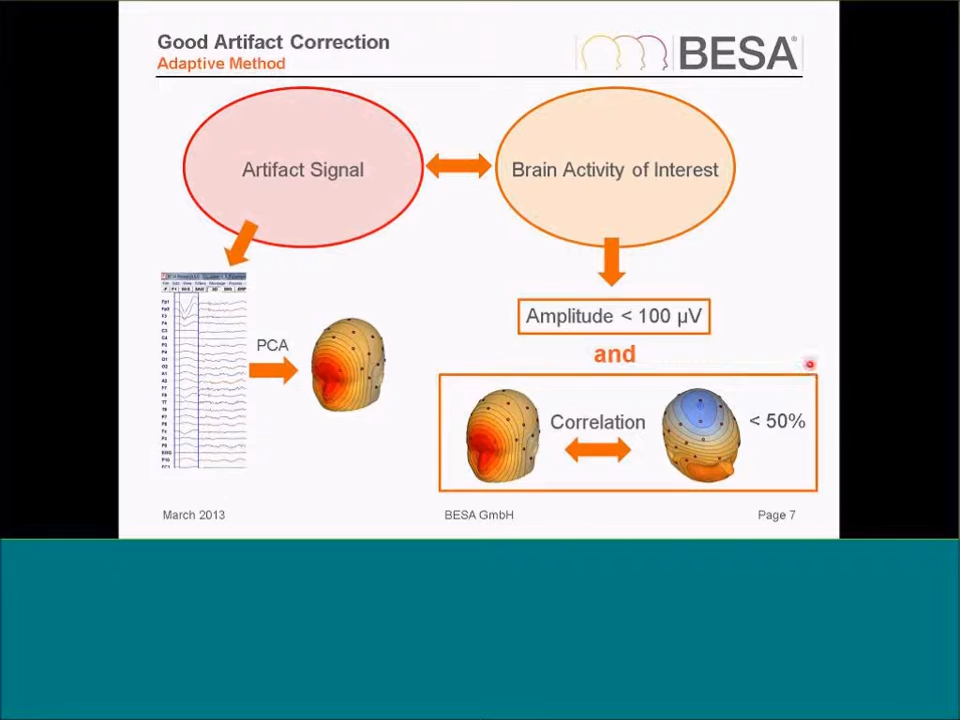 Good Artifact Correction
Adaptive Method
BESA®
Artifact Signal
Brain Activity of Interest
PCA
Amplitude < 100 µV
and
Correlation
< 50%
March 2013
BESA GmbH
Page 7